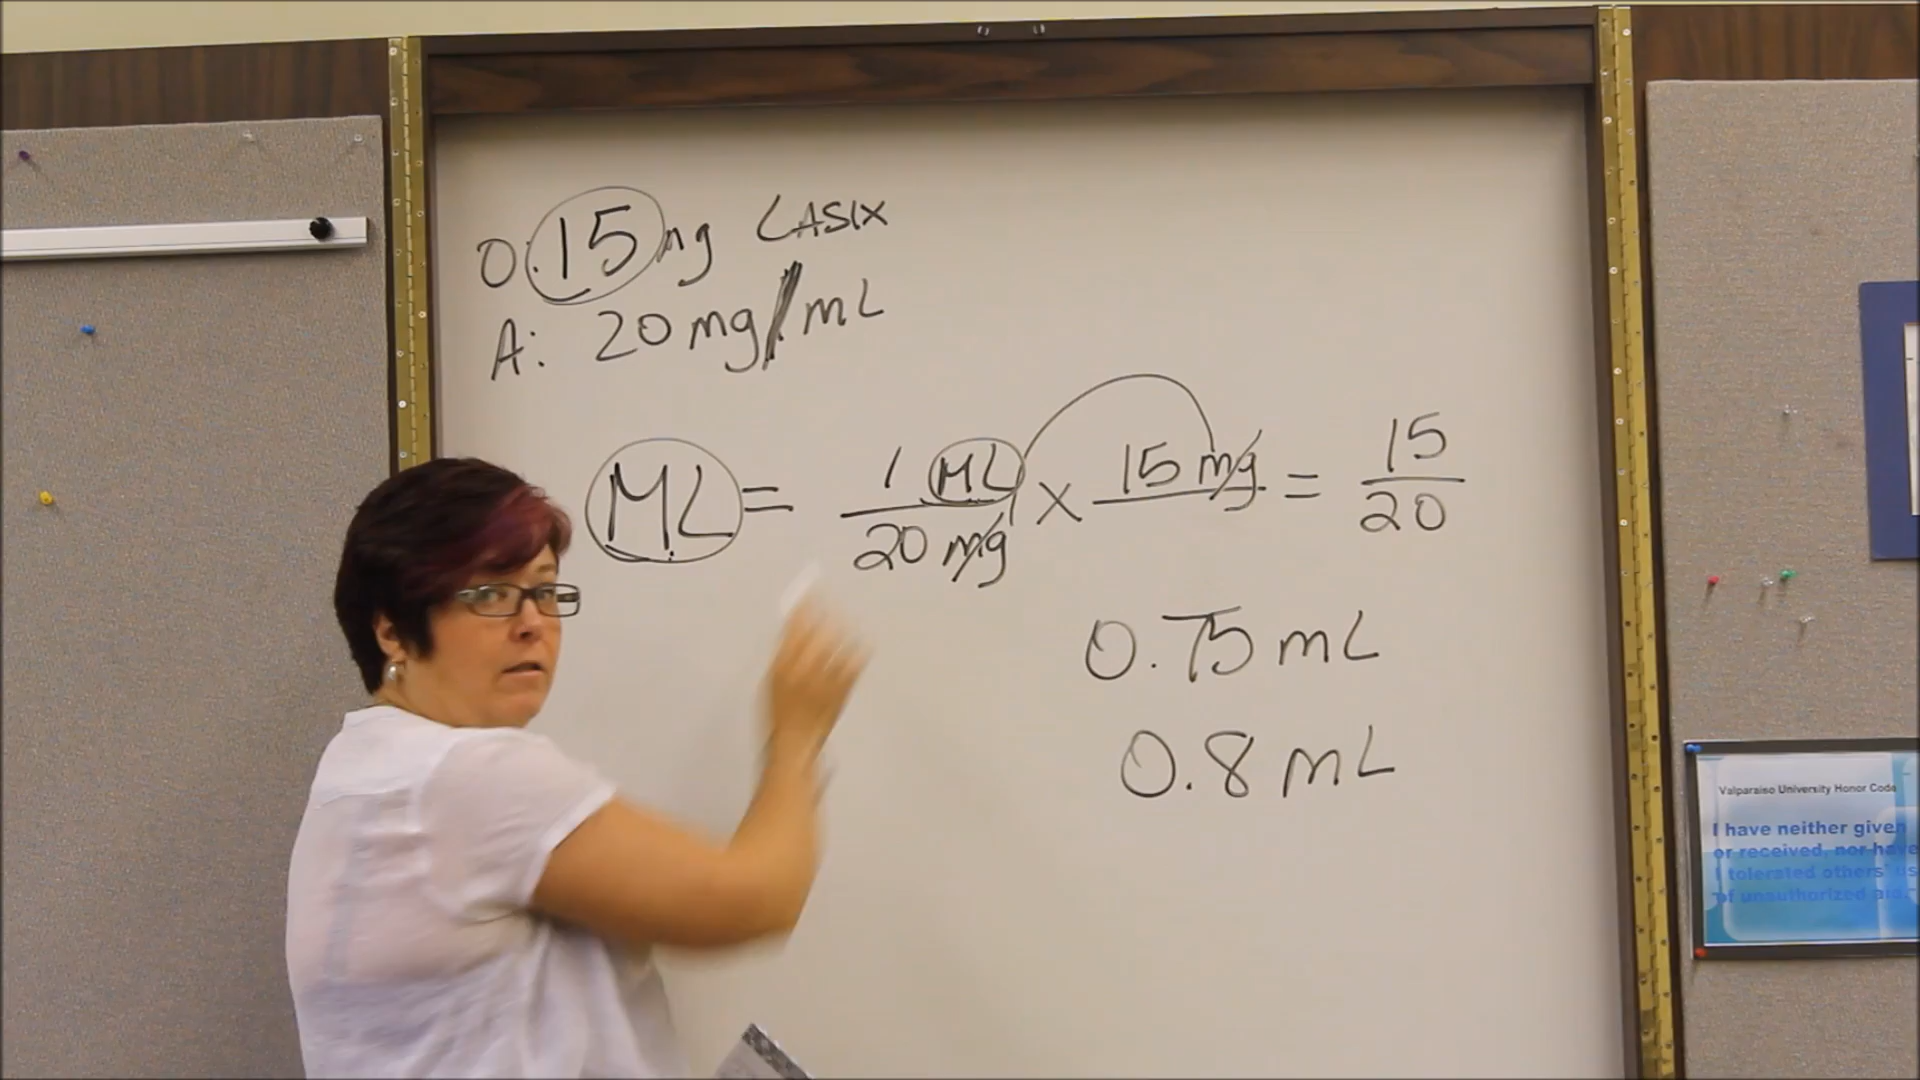 O: 15 mg LASIX
A: 20 mg/mL
ML = 1 ML / 20 mg x 15 mg = 15 / 20
0.75 mL
0.8 mL
Valparaiso University Honor Code
I have neither given
or received, nor have
I tolerated others' us
of unauthorized aid."